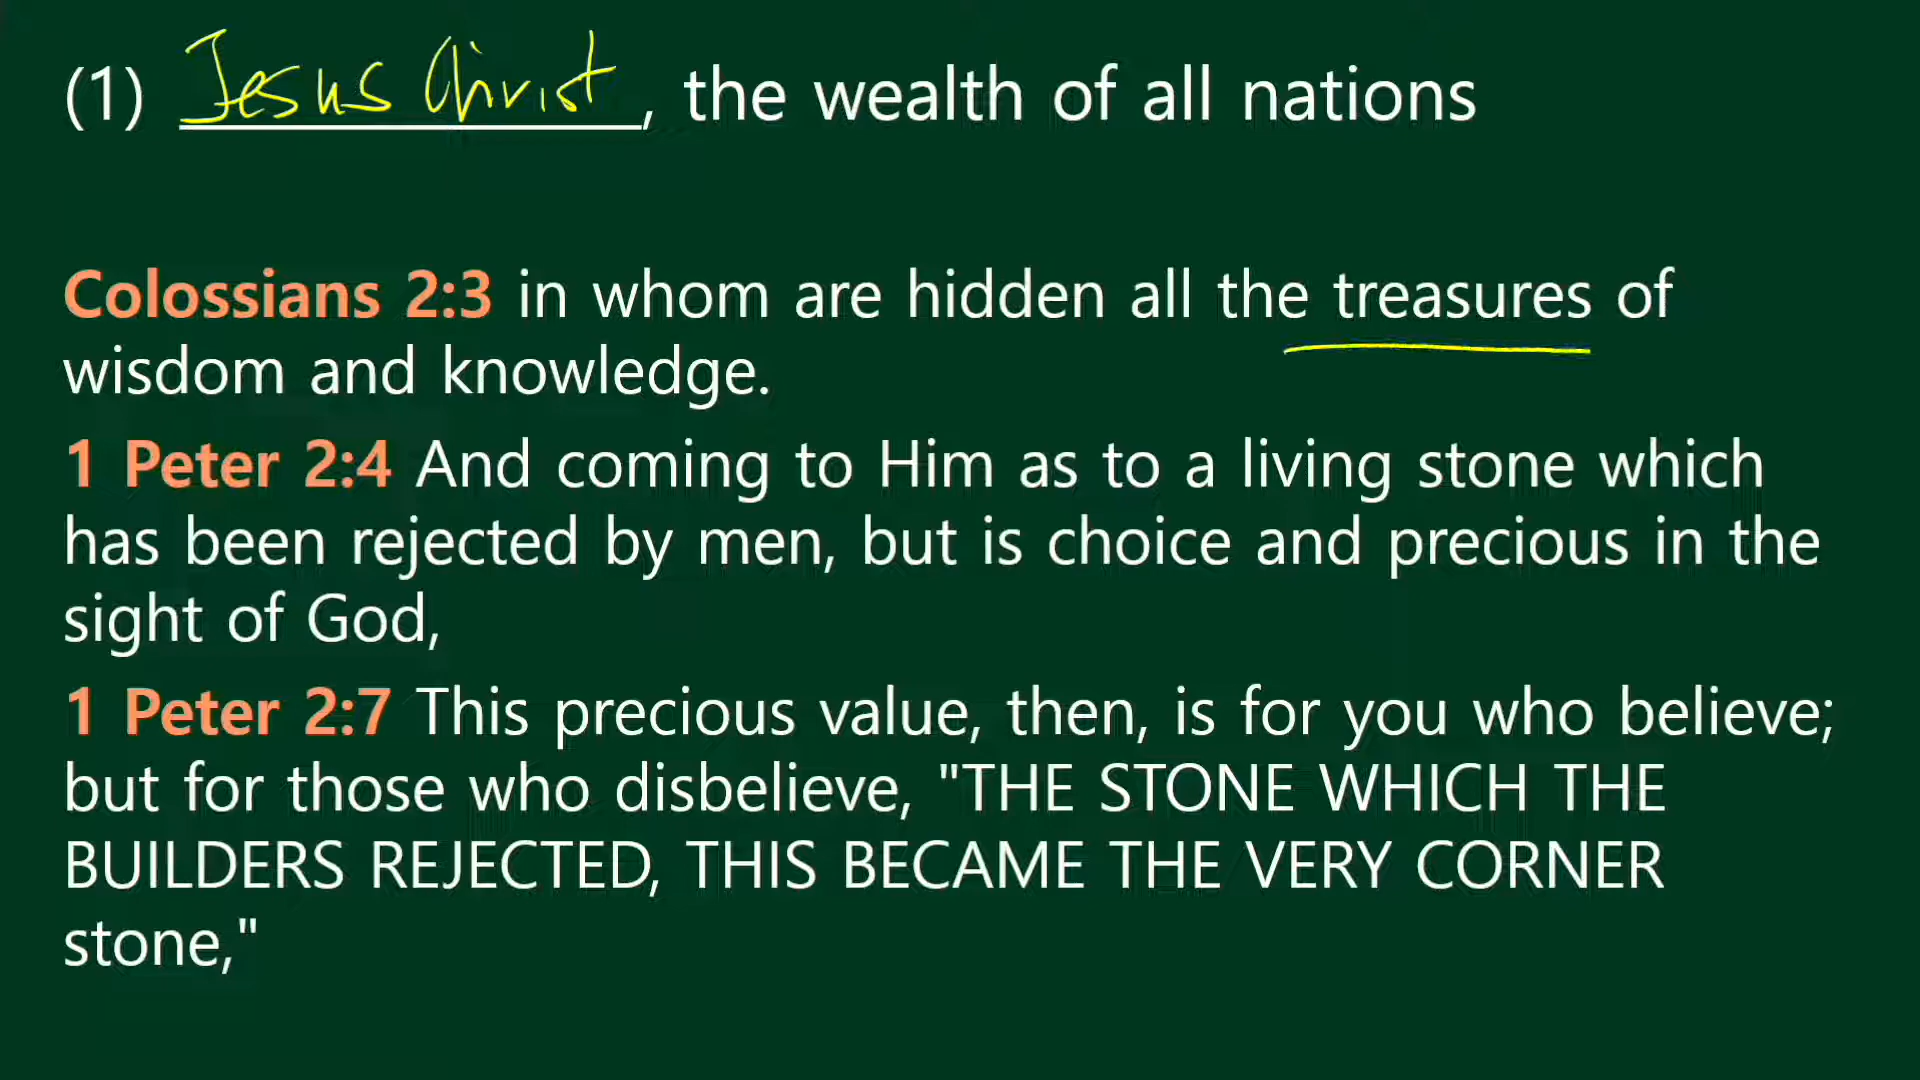 (1) Jesus Christ, the wealth of all nations
Colossians 2:3 in whom are hidden all the treasures of
wisdom and knowledge.
1 Peter 2:4 And coming to Him as to a living stone which
has been rejected by men, but is choice and precious in the
sight of God,
1 Peter 2:7 This precious value, then, is for you who believe;
but for those who disbelieve, "THE STONE WHICH THE
BUILDERS REJECTED, THIS BECAME THE VERY CORNER
stone,"